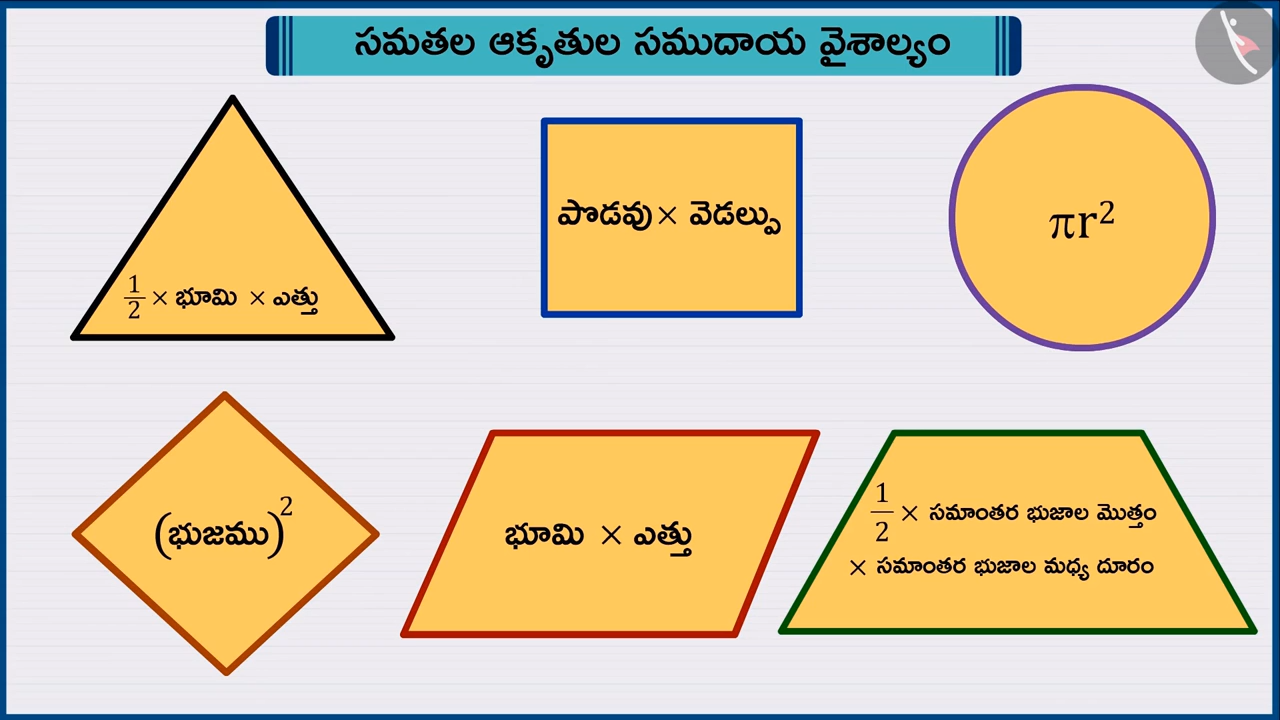 సమతల ఆకృతుల సముదాయ వైశాల్యం
1/2 × భూమి × ఎత్తు
పొడవు × వెడల్పు
πr²
(భుజము)²
భూమి × ఎత్తు
1/2 × సమాంతర భుజాల మొత్తం
× సమాంతర భుజాల మధ్య దూరం